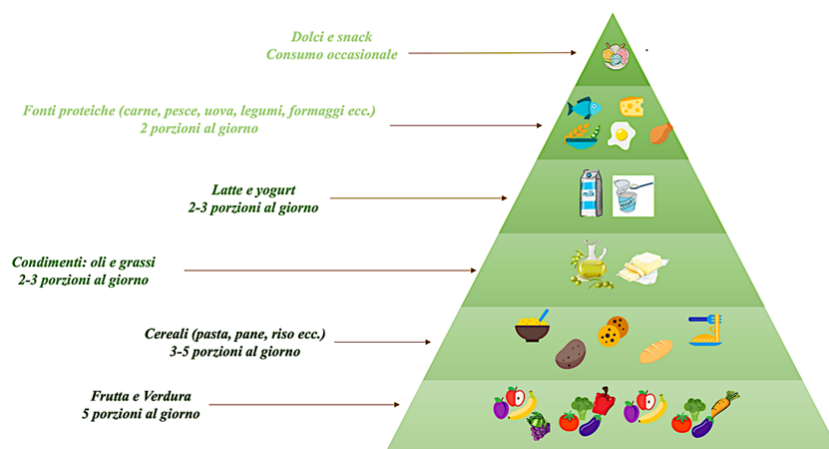 Dolci e snack
Consumo occasionale
Fonti proteiche (carne, pesce, uova, legumi, formaggi ecc.)
2 porzioni al giorno
Latte e yogurt
2-3 porzioni al giorno
Condimenti: oli e grassi
2-3 porzioni al giorno
Cereali (pasta, pane, riso ecc.)
3-5 porzioni al giorno
Frutta e Verdura
5 porzioni al giorno